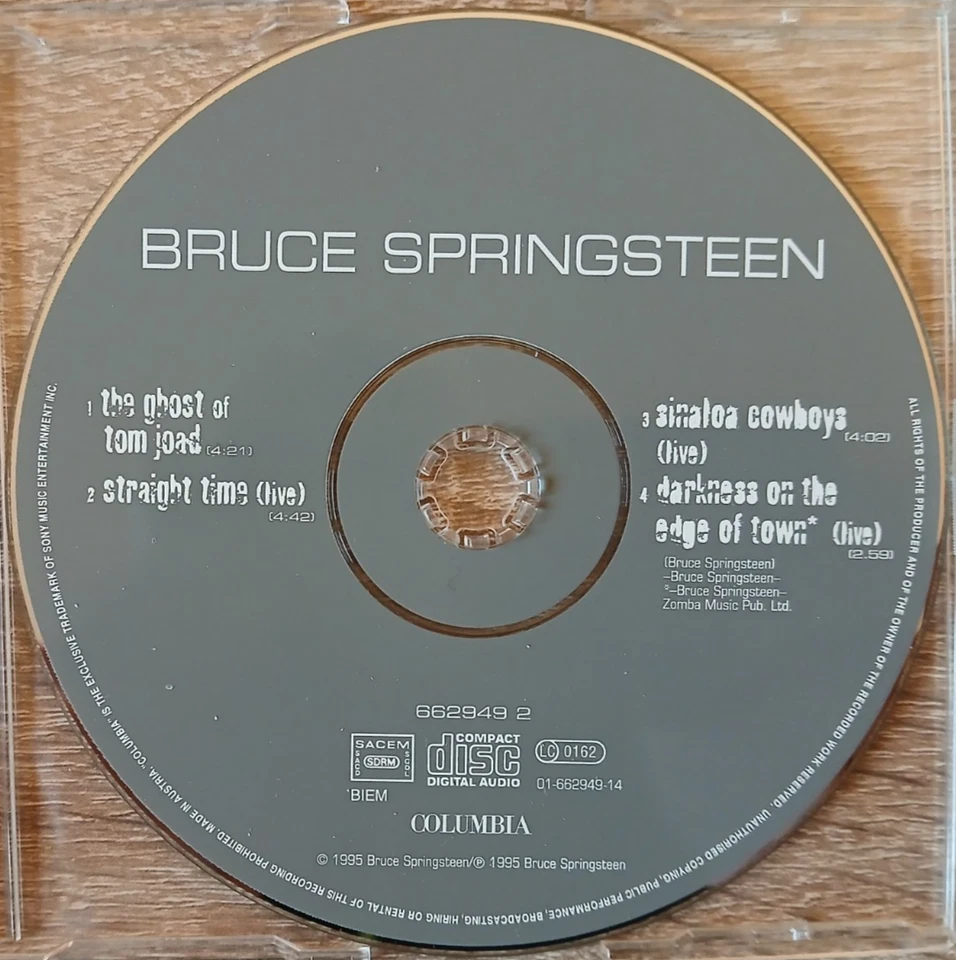 BRUCE SPRINGSTEEN
1 the ghost of
tom joad (4:21)
2 straight time (live)
(4:42)
3 sinaloa cowboys
(4:02)
(live)
4 darkness on the
edge of town* (live)
(2.59)
(Bruce Springsteen)
–Bruce Springsteen–
*–Bruce Springsteen–
Zomba Music Pub. Ltd.
662949 2
SACEM
SACD
SDRM
SGDL
COMPACT
disc
DIGITAL AUDIO
LC 0162
01-662949-14
BIEM
COLUMBIA
© 1995 Bruce Springsteen/℗ 1995 Bruce Springsteen
ALL RIGHTS OF THE PRODUCER AND OF THE OWNER OF THE RECORDED WORK RESERVED. UNAUTHORISED COPYING, PUBLIC PERFORMANCE, BROADCASTING, HIRING OR RENTAL OF THIS RECORDING PROHIBITED. MADE IN AUSTRIA. "COLUMBIA" IS THE EXCLUSIVE TRADEMARK OF SONY MUSIC ENTERTAINMENT INC.